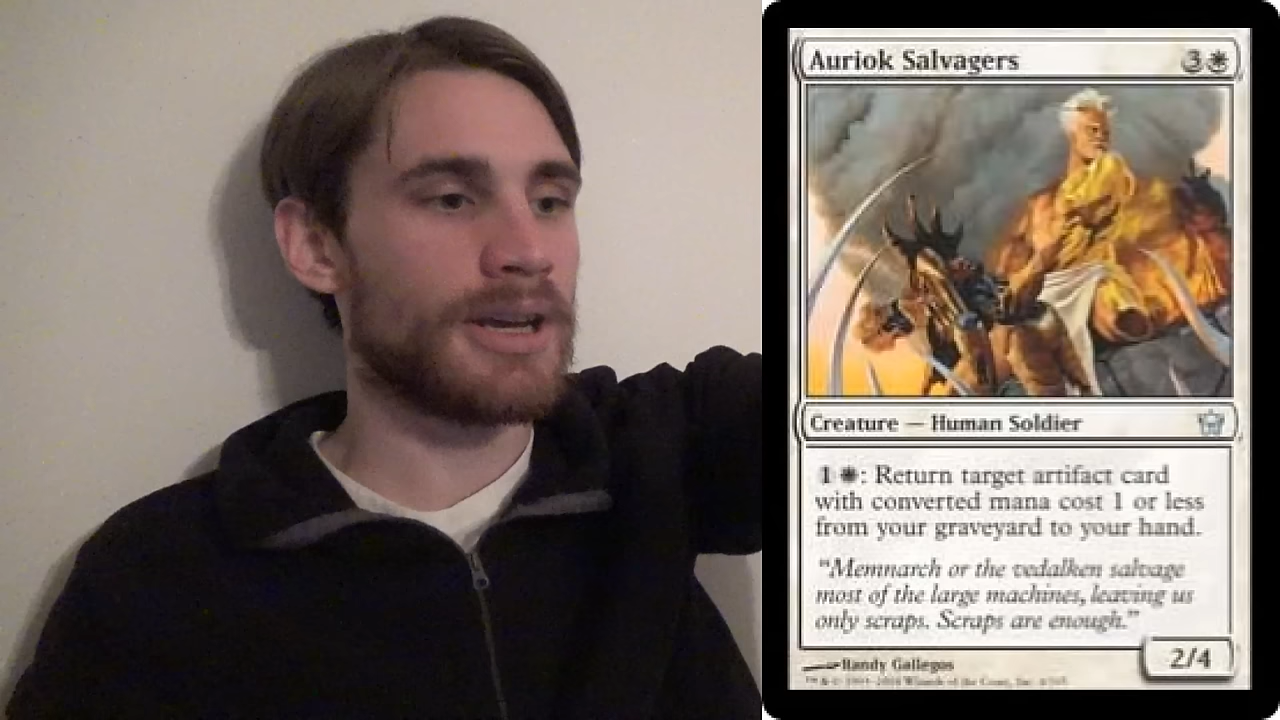 Auriok Salvagers 3
Creature — Human Soldier
1 : Return target artifact card
with converted mana cost 1 or less
from your graveyard to your hand.
"Memnarch or the vedalken salvage
most of the large machines, leaving us
only scraps. Scraps are enough."
Randy Gallegos
2/4